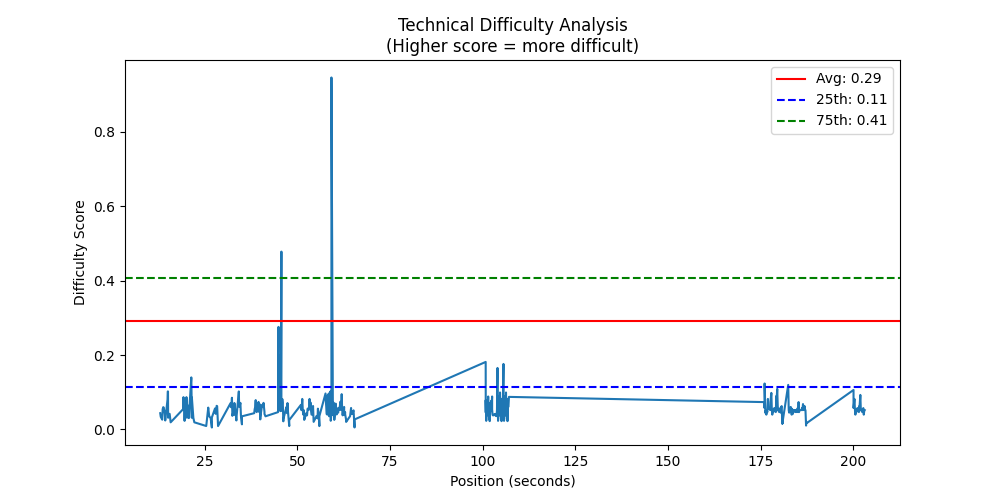 Technical Difficulty Analysis
(Higher score = more difficult)
Avg: 0.29
25th: 0.11
75th: 0.41
Difficulty Score
0.8
0.6
0.4
0.2
0.0
25 50 75 100 125 150 175 200
Position (seconds)